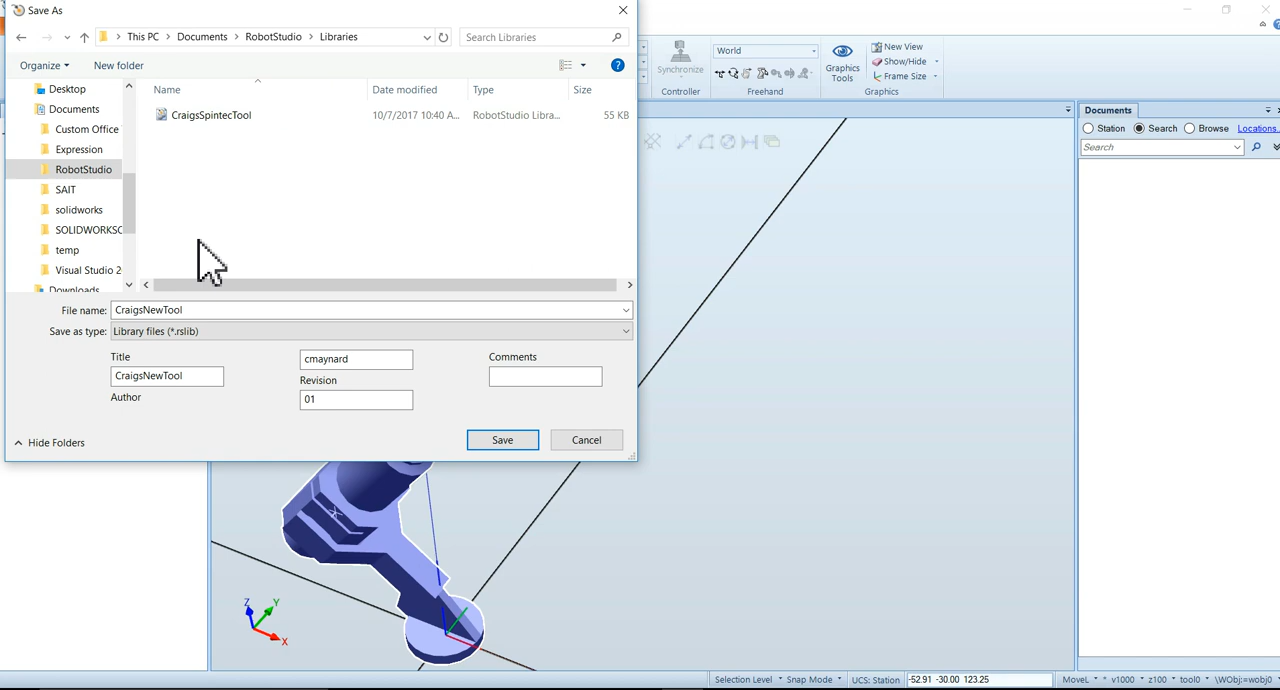 Save As
This PC > Documents > RobotStudio > Libraries
Search Libraries
Organize
New folder
Desktop
Documents
Custom Office
Expression
RobotStudio
SAIT
solidworks
SOLIDWORKSC
temp
Visual Studio 2
Downloads
Name Date modified Type Size
CraigsSpintecTool 10/7/2017 10:40 A... RobotStudio Libra... 55 KB
File name: CraigsNewTool
Save as type: Library files (*.rslib)
Title
CraigsNewTool
Author
cmaynard
Revision
01
Comments
Hide Folders
Save
Cancel
Synchronize
Controller
World
Freehand
Graphics
Tools
New View
Show/Hide
Frame Size
Graphics
Documents
Station Search Browse Locations..
Search
Z
Y
X
Selection Level Snap Mode UCS: Station -52.91 -30.00 123.25 MoveL * v1000 z100 tool0 \WObj:=wobj0